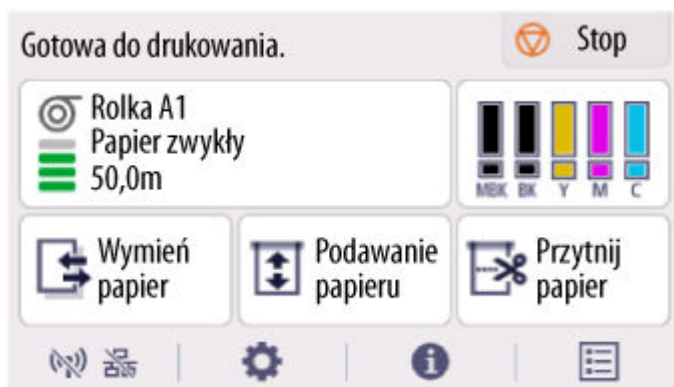 Gotowa do drukowania.
Stop
Rolka A1
Papier zwykły
50,0m
MBK BK Y M C
Wymień
papier
Podawanie
papieru
Przytnij
papier